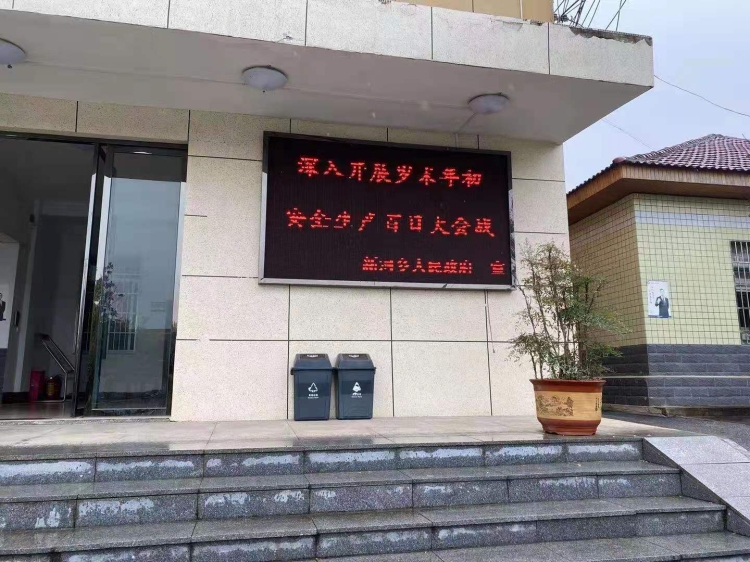 深入开展岁末年初
安全生产百日大会战
乡人民政府 宣